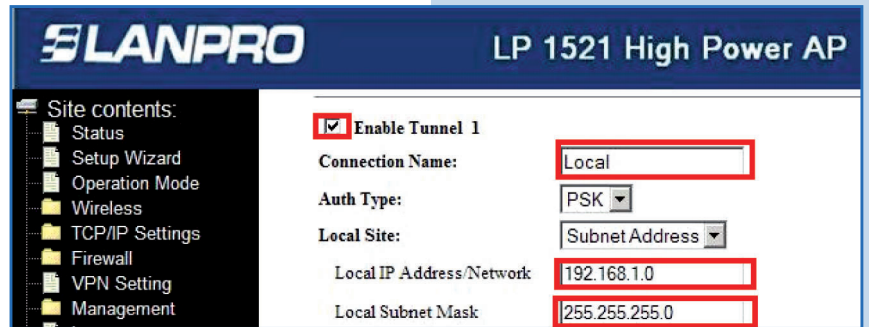 LANPRO
LP 1521 High Power AP
Site contents:
Status
Setup Wizard
Operation Mode
Wireless
TCP/IP Settings
Firewall
VPN Setting
Management
Enable Tunnel 1
Connection Name: Local
Auth Type: PSK
Local Site: Subnet Address
Local IP Address/Network 192.168.1.0
Local Subnet Mask 255.255.255.0